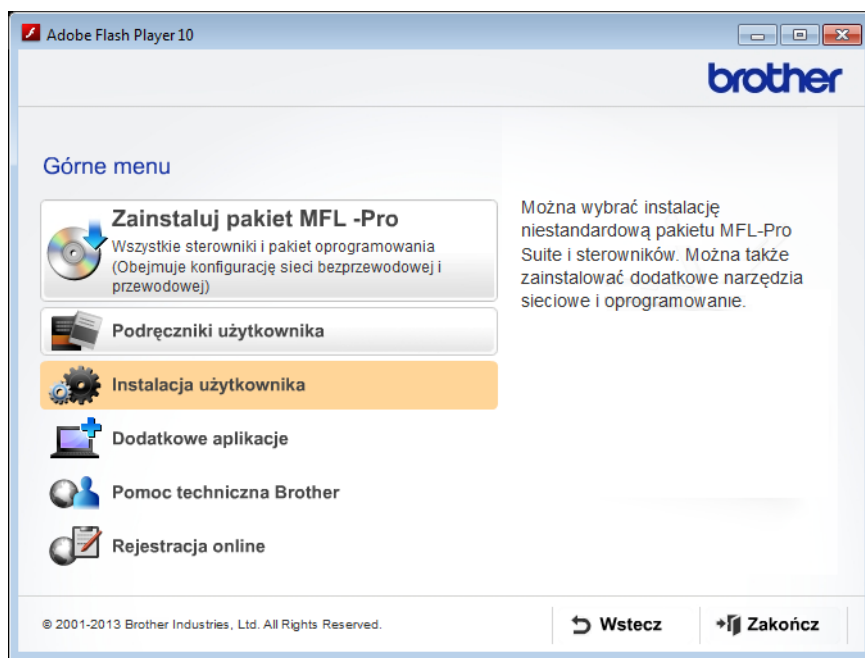 Adobe Flash Player 10
brother
Górne menu
Zainstaluj pakiet MFL -Pro
Wszystkie sterowniki i pakiet oprogramowania
(Obejmuje konfigurację sieci bezprzewodowej i
przewodowej)
Podręczniki użytkownika
Instalacja użytkownika
Dodatkowe aplikacje
Pomoc techniczna Brother
Rejestracja online
Można wybrać instalację
niestandardową pakietu MFL-Pro
Suite i sterowników. Można także
zainstalować dodatkowe narzędzia
sieciowe i oprogramowanie.
© 2001-2013 Brother Industries, Ltd. All Rights Reserved.
Wstecz
Zakończ